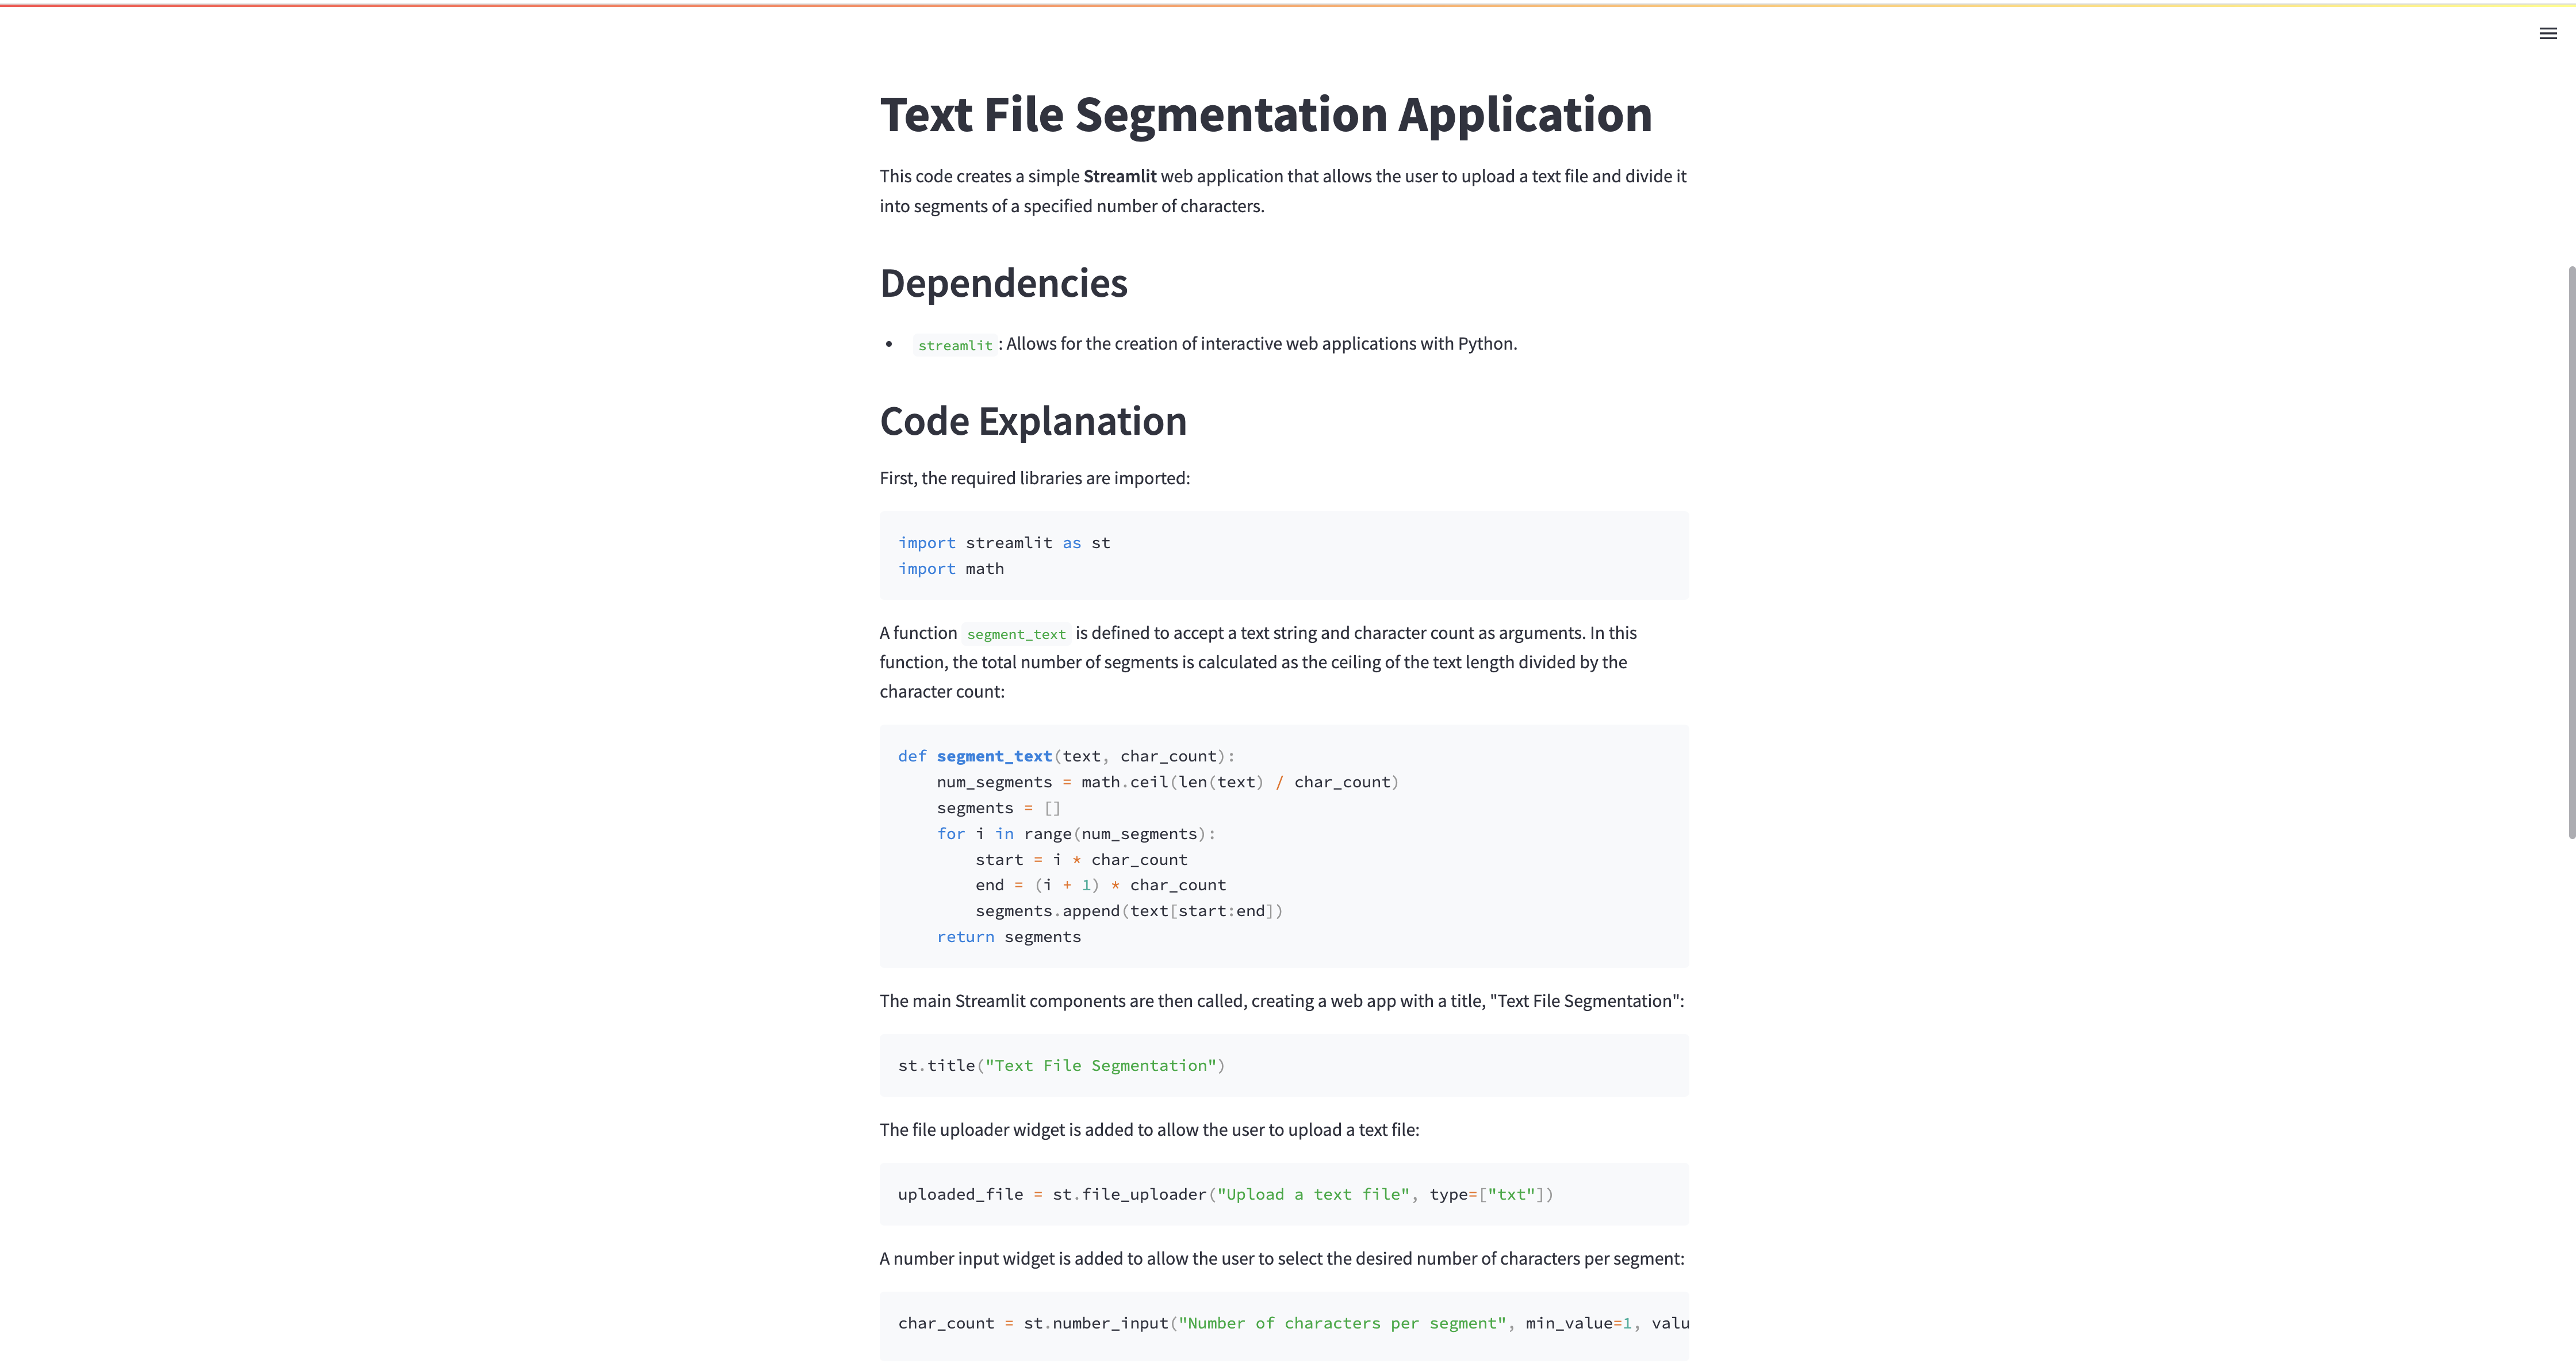 Text File Segmentation Application
This code creates a simple Streamlit web application that allows the user to upload a text file and divide it
into segments of a specified number of characters.
Dependencies
• streamlit : Allows for the creation of interactive web applications with Python.
Code Explanation
First, the required libraries are imported:
import streamlit as st
import math
A function segment_text is defined to accept a text string and character count as arguments. In this
function, the total number of segments is calculated as the ceiling of the text length divided by the
character count:
def segment_text(text, char_count):
    num_segments = math.ceil(len(text) / char_count)
    segments = []
    for i in range(num_segments):
        start = i * char_count
        end = (i + 1) * char_count
        segments.append(text[start:end])
    return segments
The main Streamlit components are then called, creating a web app with a title, "Text File Segmentation":
st.title("Text File Segmentation")
The file uploader widget is added to allow the user to upload a text file:
uploaded_file = st.file_uploader("Upload a text file", type=["txt"])
A number input widget is added to allow the user to select the desired number of characters per segment:
char_count = st.number_input("Number of characters per segment", min_value=1, valu